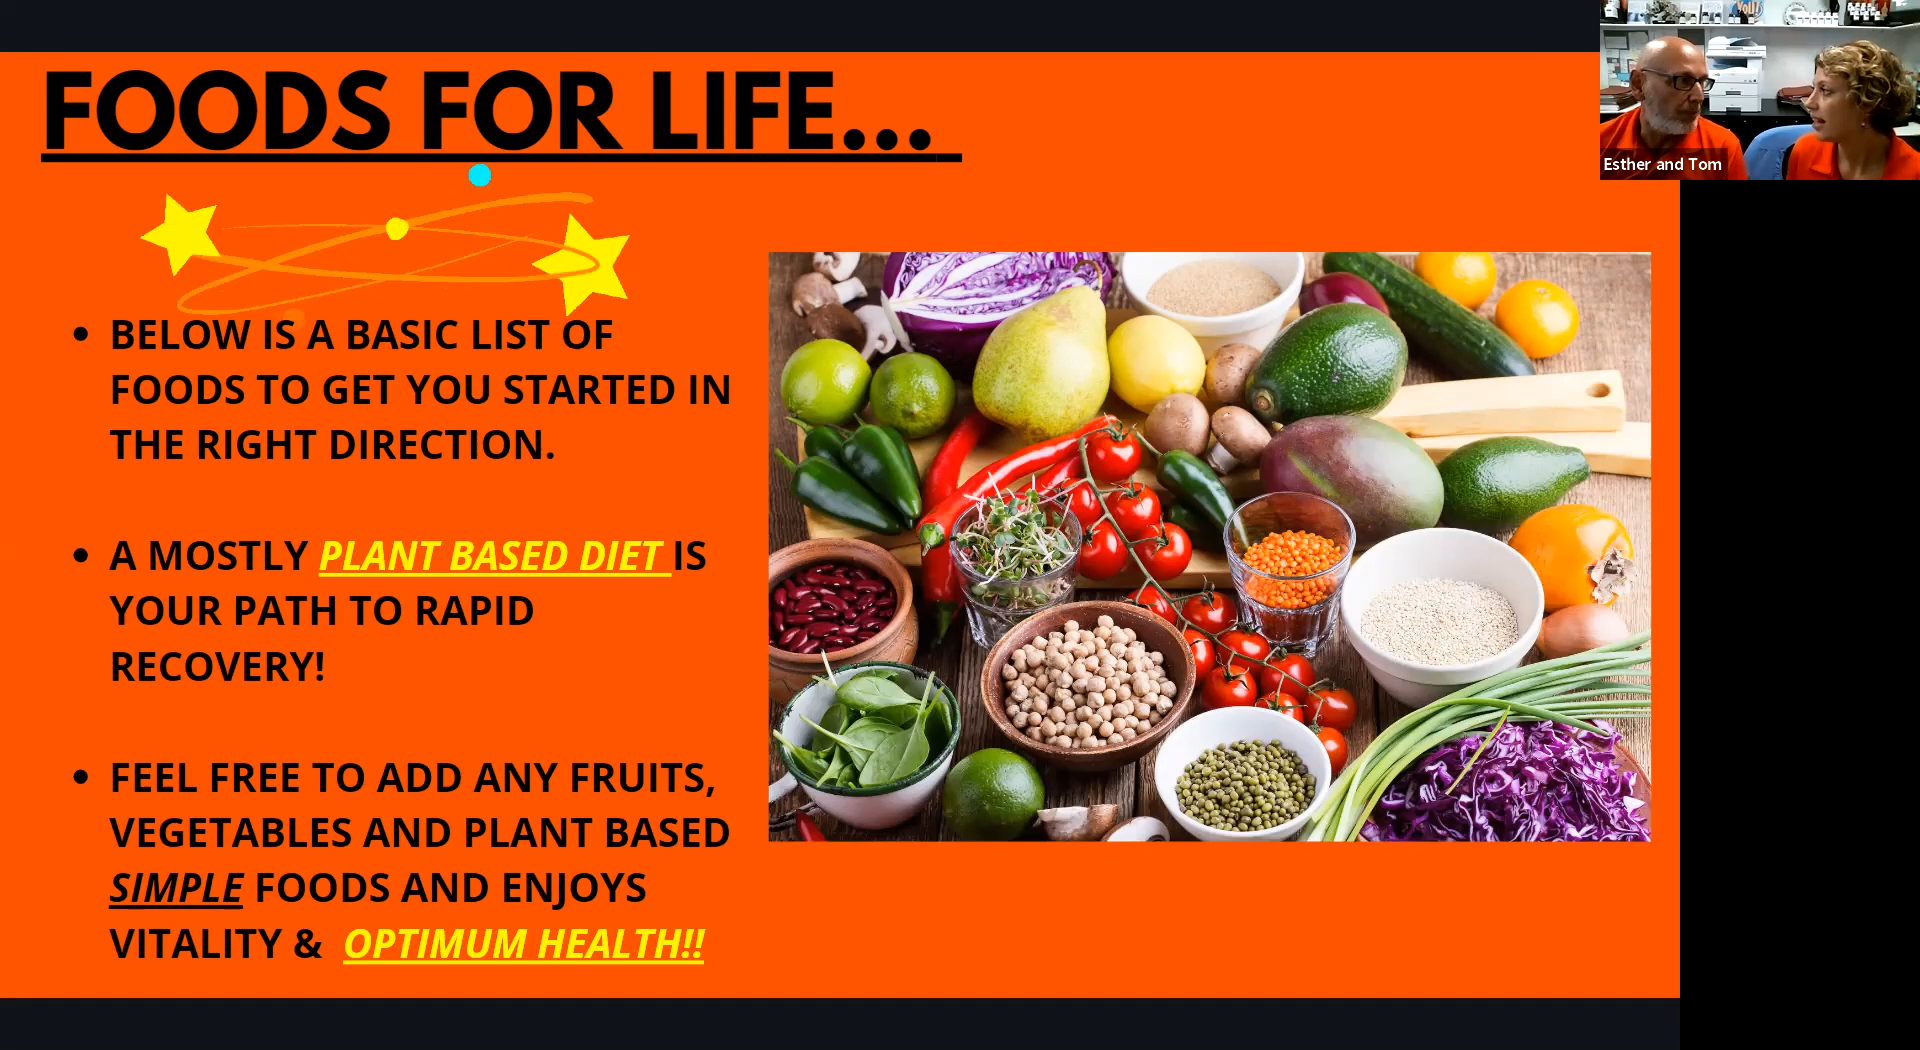 FOODS FOR LIFE...
You!!
Esther and Tom
• BELOW IS A BASIC LIST OF
FOODS TO GET YOU STARTED IN
THE RIGHT DIRECTION.
• A MOSTLY PLANT BASED DIET IS
YOUR PATH TO RAPID
RECOVERY!
• FEEL FREE TO ADD ANY FRUITS,
VEGETABLES AND PLANT BASED
SIMPLE FOODS AND ENJOYS
VITALITY & OPTIMUM HEALTH!!